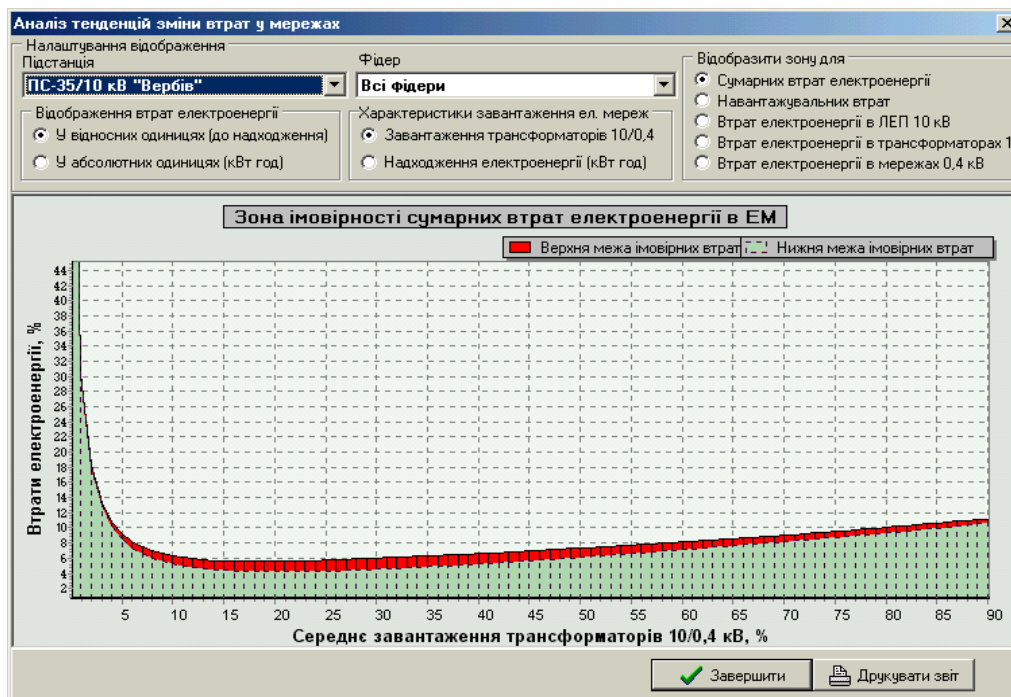 Аналіз тенденцій зміни втрат у мережах
Налаштування відображення
Підстанція
ПС-35/10 кВ "Вербів"
Фідер
Всі фідери
Відображення втрат електроенергії
У відносних одиницях (до надходження)
У абсолютних одиницях (кВт год)
Характеристики завантаження ел. мереж
Завантаження трансформаторів 10/0,4
Надходження електроенергії (кВт год)
Відобразити зону для
Сумарних втрат електроенергії
Навантажувальних втрат
Втрат електроенергії в ЛЕП 10 кВ
Втрат електроенергії в трансформаторах 1
Втрат електроенергії в мережах 0,4 кВ
Зона імовірності сумарних втрат електроенергії в ЕМ
Верхня межа імовірних втрат
Нижня межа імовірних втрат
Втрати електроенергії, %
44
42
40
38
36
34
32
30
28
26
24
22
20
18
16
14
12
10
8
6
4
2
5 10 15 20 25 30 35 40 45 50 55 60 65 70 75 80 85 90
Середнє завантаження трансформаторів 10/0,4 кВ, %
Завершити
Друкувати звіт